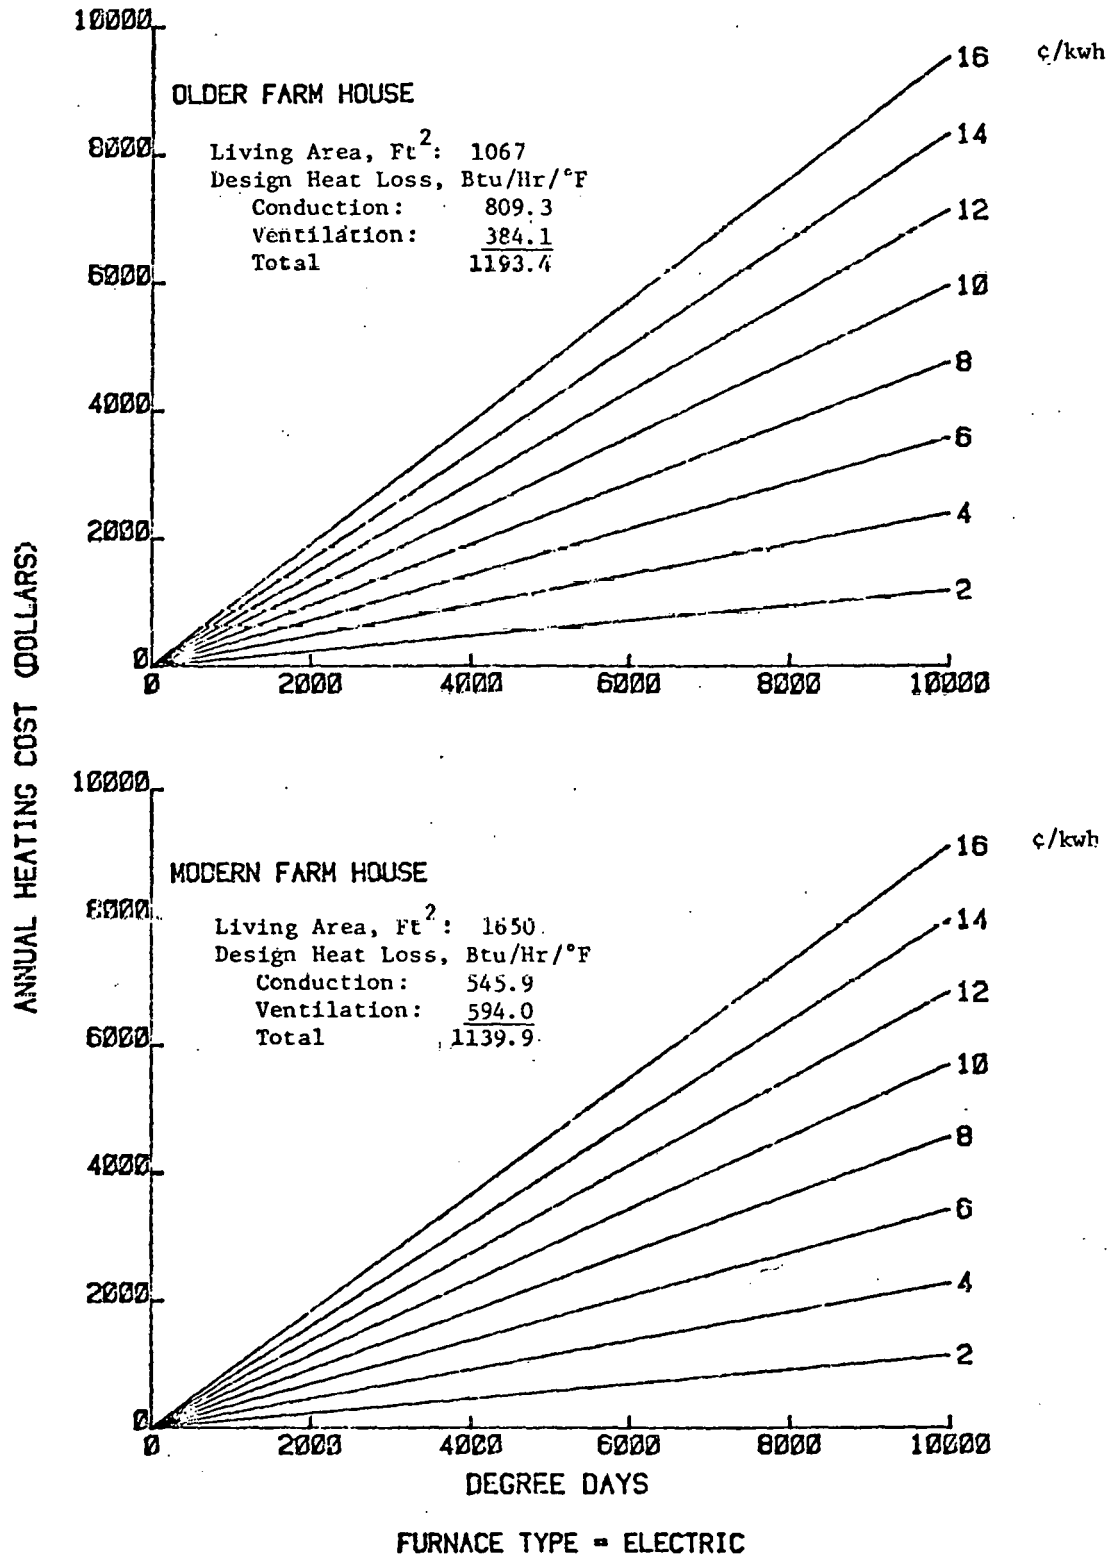 10000
16 ¢/kwh
OLDER FARM HOUSE
14
8000
Living Area, Ft2: 1067
Design Heat Loss, Btu/Hr/°F
Conduction: 809.3
12
Ventilation: 384.1
Total 1193.4
6000
10
8
4000
6
4
2000
2
0
0 2000 4000 6000 8000 10000
ANNUAL HEATING COST (DOLLARS)
10000
16 ¢/kwh
MODERN FARM HOUSE
8000
14
Living Area, Ft2: 1650
Design Heat Loss, Btu/Hr/°F
Conduction: 545.9
12
Ventilation: 594.0
Total 1139.9
6000
10
8
4000
6
4
2000
2
0
0 2000 4000 6000 8000 10000
DEGREE DAYS
FURNACE TYPE = ELECTRIC